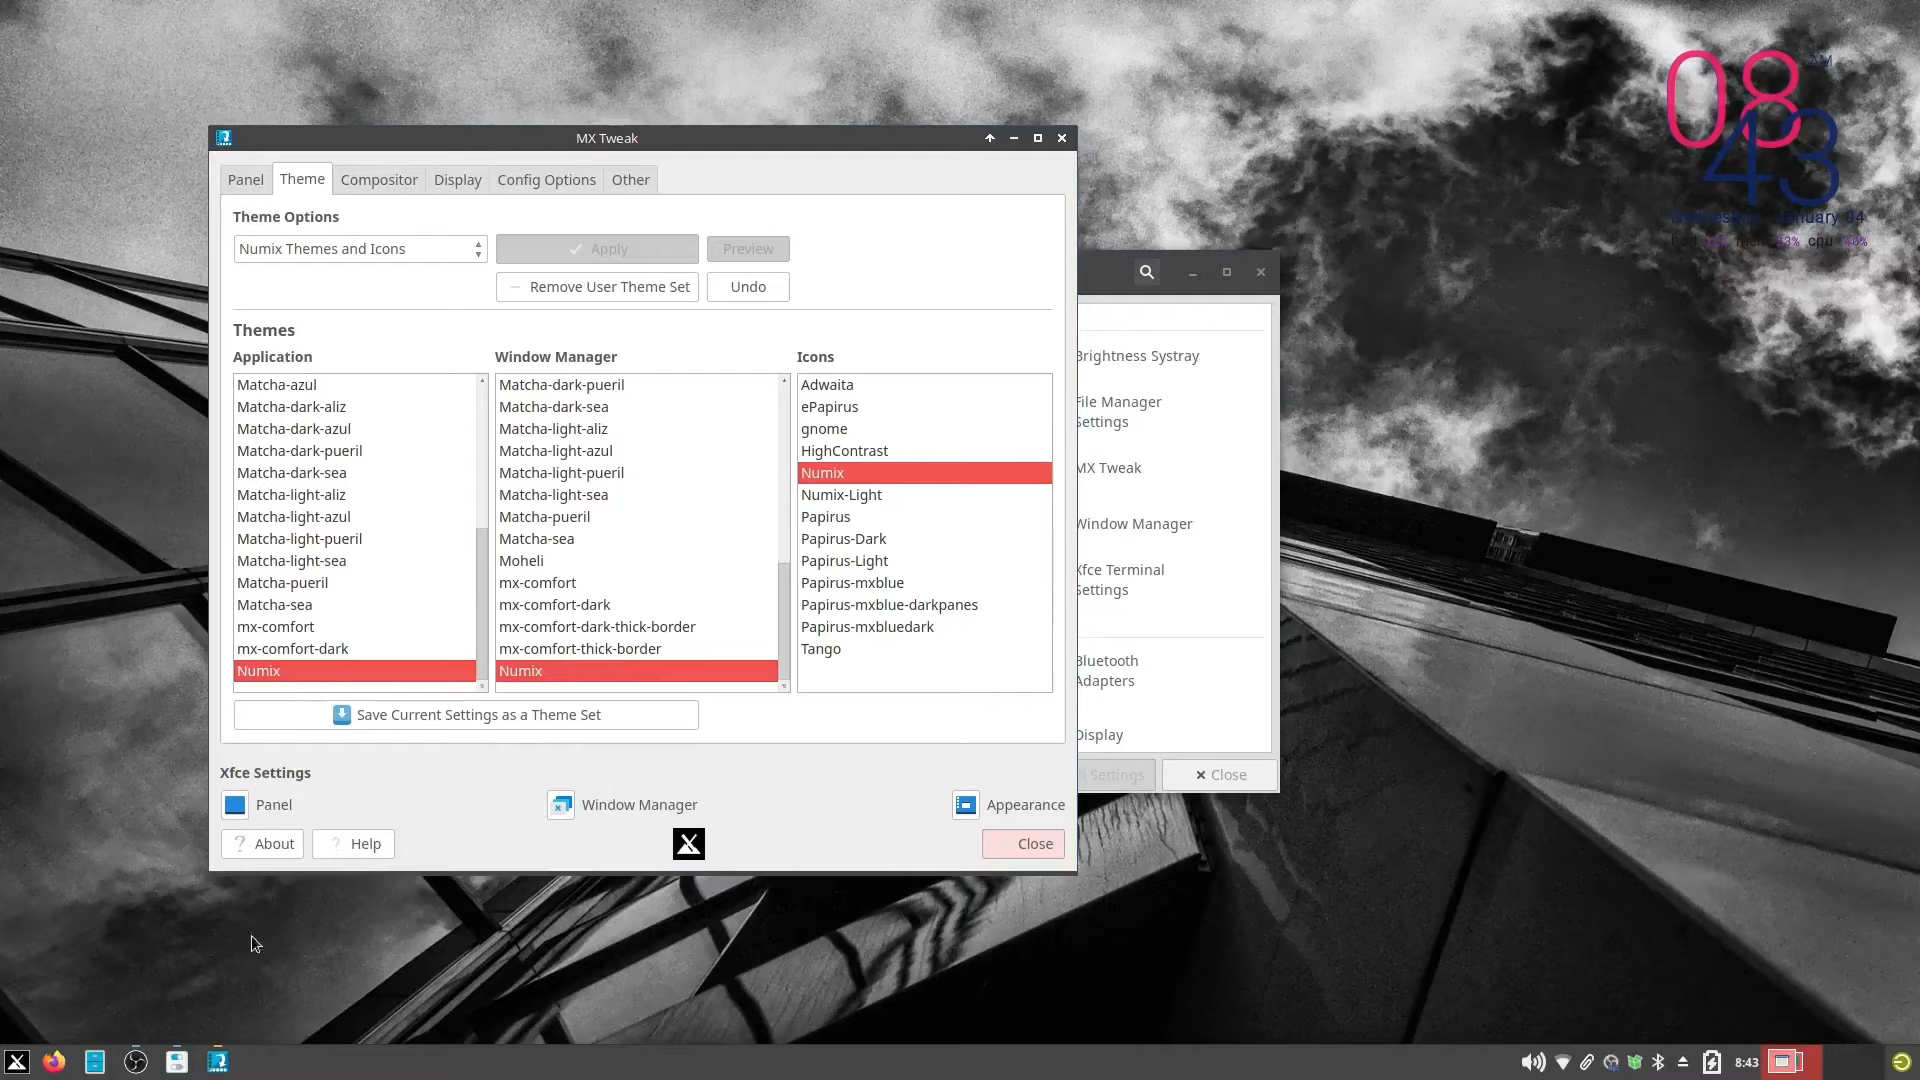 08 AM
43
January 04
cpu
MX Tweak
Panel Theme Compositor Display Config Options Other
Theme Options
Numix Themes and Icons Apply Preview
Remove User Theme Set Undo
Themes
Application Window Manager Icons
Matcha-azul
Matcha-dark-aliz
Matcha-dark-azul
Matcha-dark-pueril
Matcha-dark-sea
Matcha-light-aliz
Matcha-light-azul
Matcha-light-pueril
Matcha-light-sea
Matcha-pueril
Matcha-sea
mx-comfort
mx-comfort-dark
Numix
Matcha-dark-pueril
Matcha-dark-sea
Matcha-light-aliz
Matcha-light-azul
Matcha-light-pueril
Matcha-light-sea
Matcha-pueril
Matcha-sea
Moheli
mx-comfort
mx-comfort-dark
mx-comfort-dark-thick-border
mx-comfort-thick-border
Numix
Adwaita
ePapirus
gnome
HighContrast
Numix
Numix-Light
Papirus
Papirus-Dark
Papirus-Light
Papirus-mxblue
Papirus-mxblue-darkpanes
Papirus-mxbluedark
Tango
Save Current Settings as a Theme Set
Xfce Settings
Panel Window Manager Appearance
? About ? Help Close
Brightness Systray
File Manager
Settings
MX Tweak
Window Manager
Xfce Terminal
Settings
Bluetooth
Adapters
Display
Settings Close
8:43